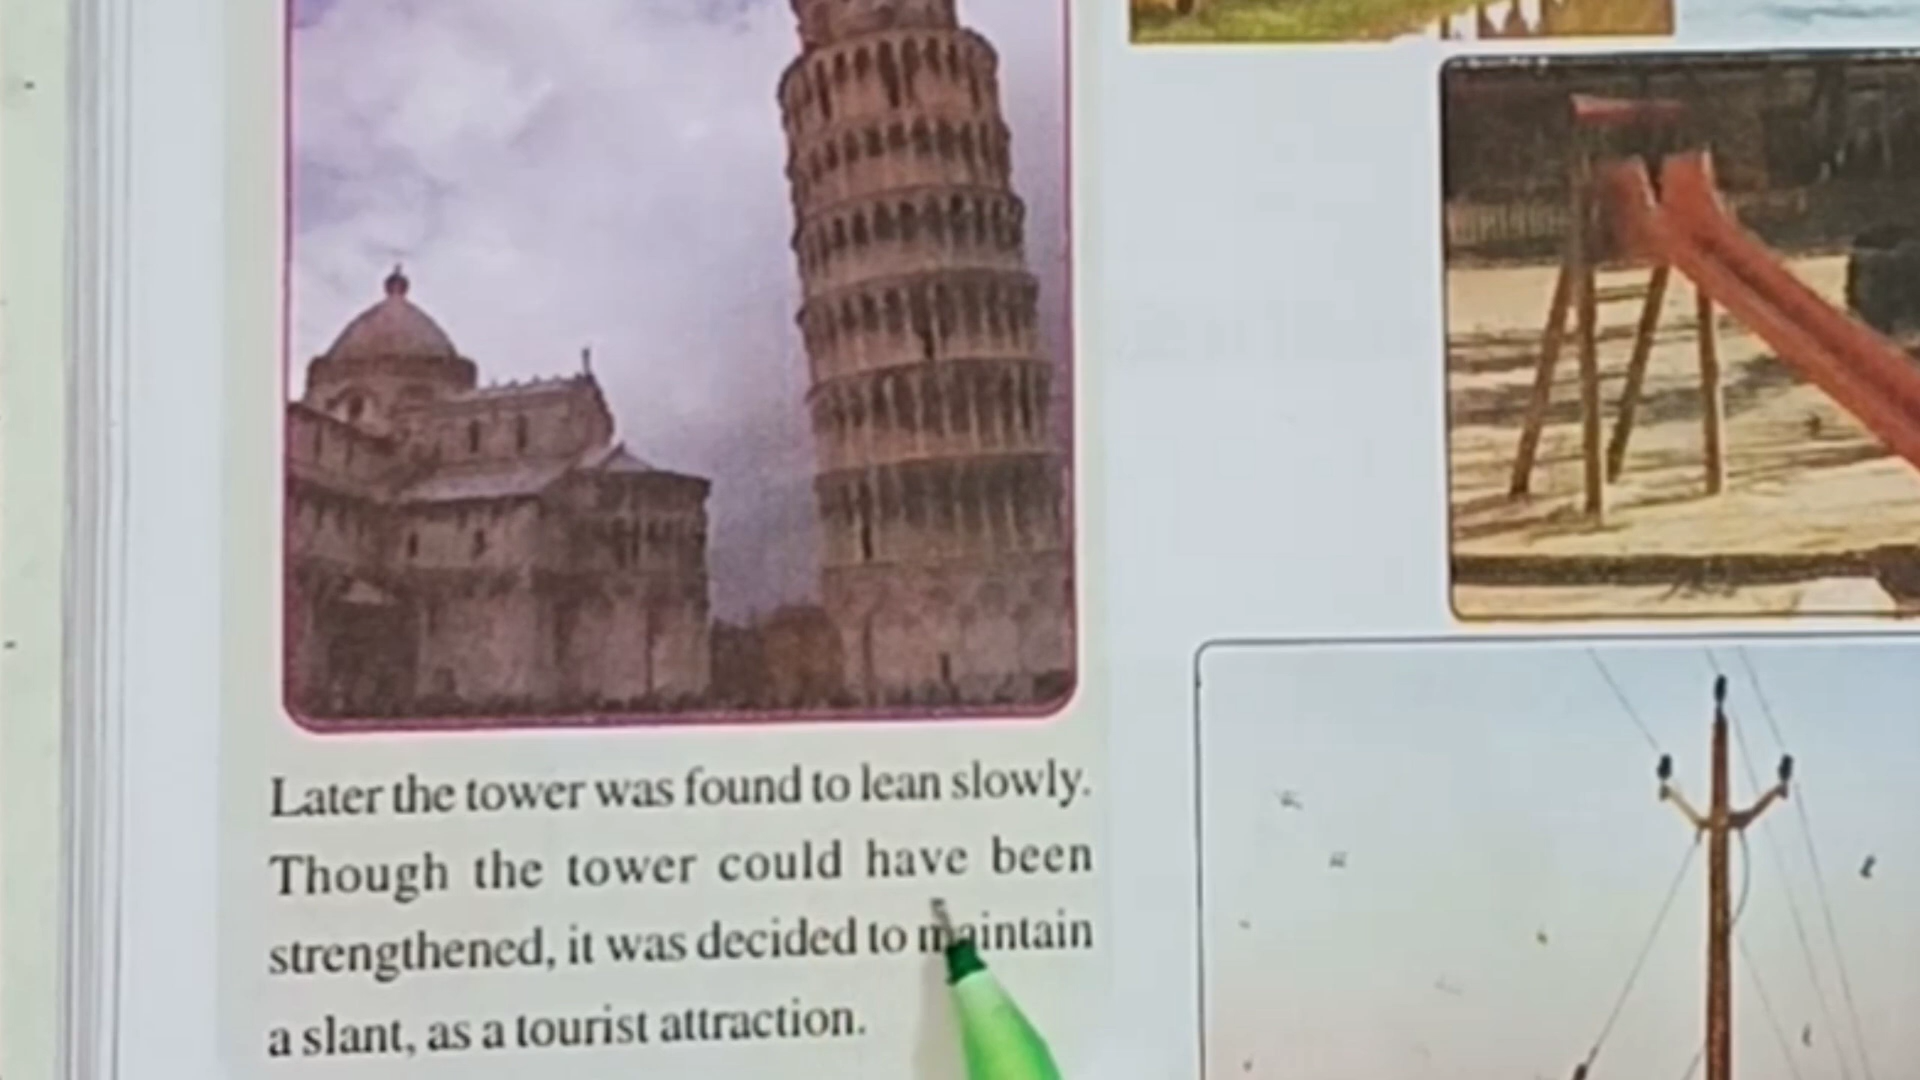 Later the tower was found to lean slowly.
Though the tower could have been
strengthened, it was decided to maintain
a slant, as a tourist attraction.